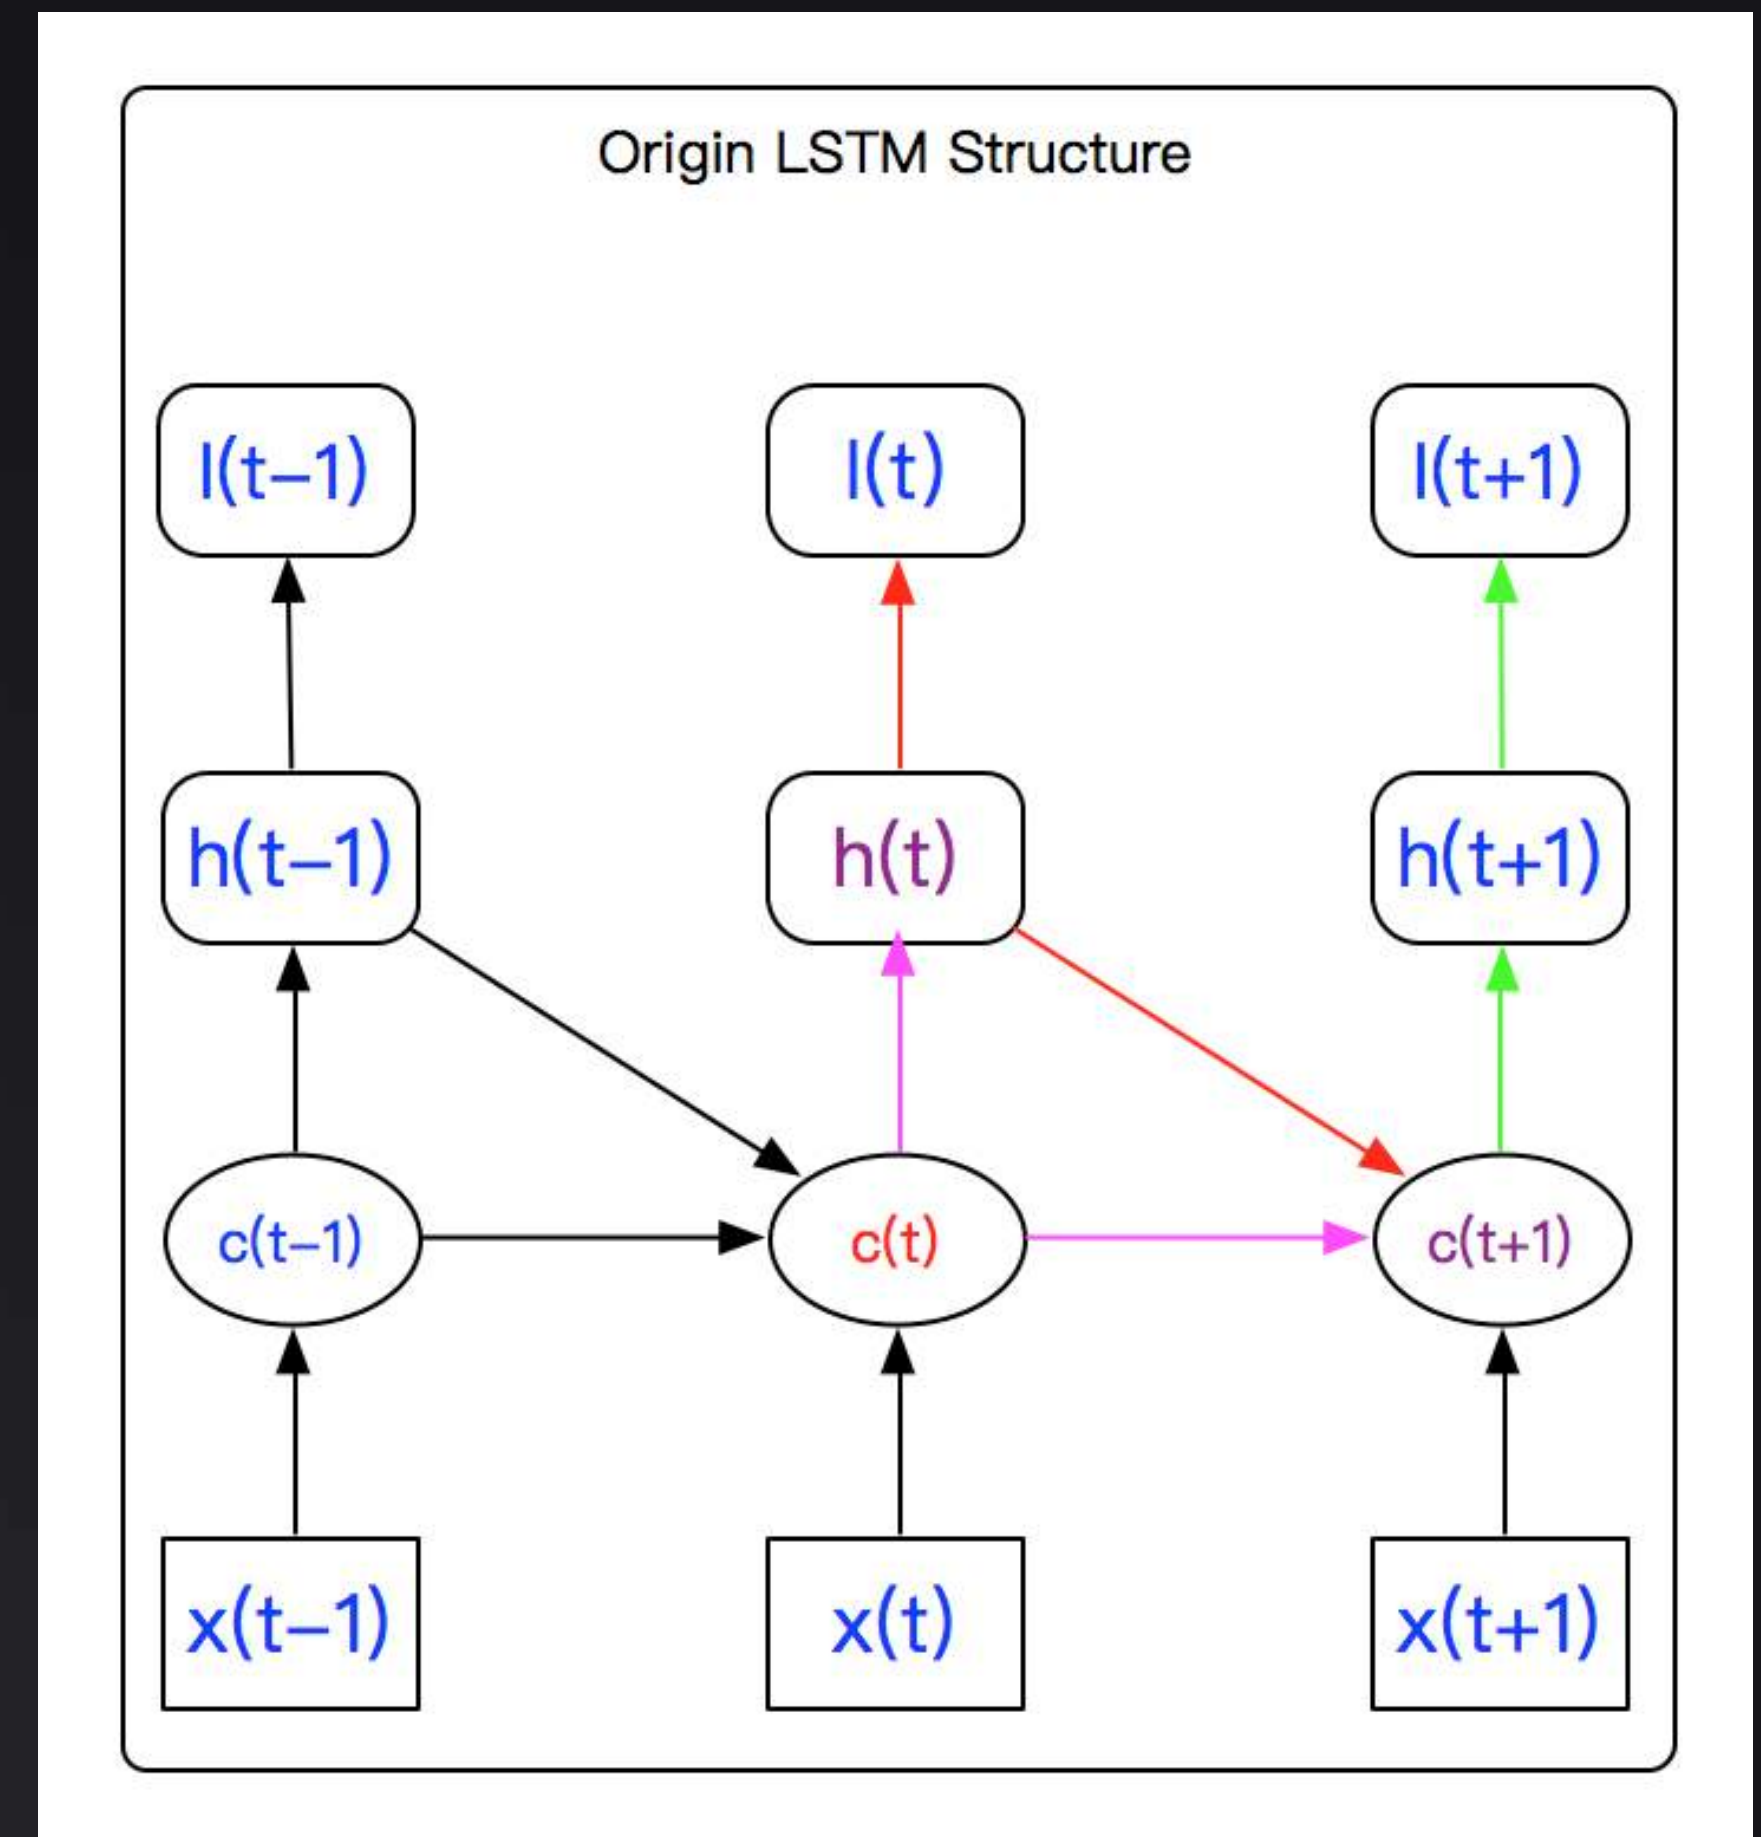 Origin LSTM Structure
l(t−1)
l(t)
l(t+1)
h(t−1)
h(t)
h(t+1)
c(t−1)
c(t)
c(t+1)
x(t−1)
x(t)
x(t+1)